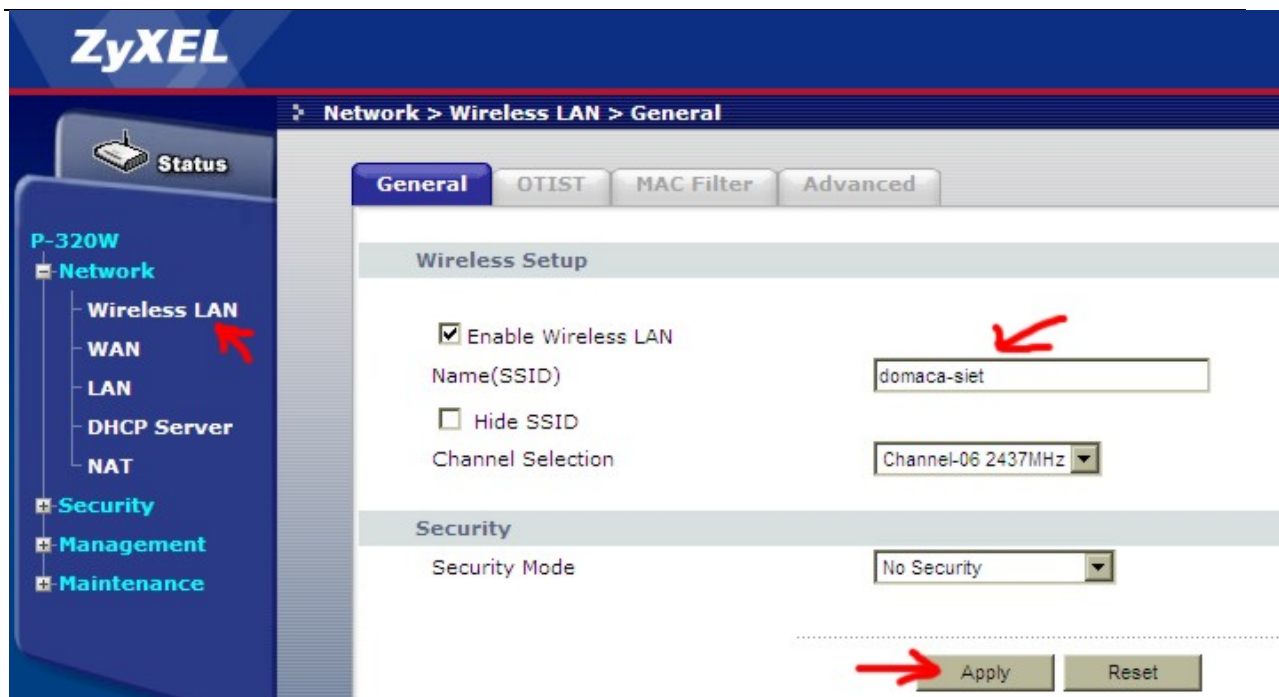 ZyXEL
Network > Wireless LAN > General
Status
General OTIST MAC Filter Advanced
P-320W
Network
Wireless LAN
WAN
LAN
DHCP Server
NAT
Security
Management
Maintenance
Wireless Setup
Enable Wireless LAN
Name(SSID) domaca-siet
Hide SSID
Channel Selection Channel-06 2437MHz
Security
Security Mode No Security
Apply Reset